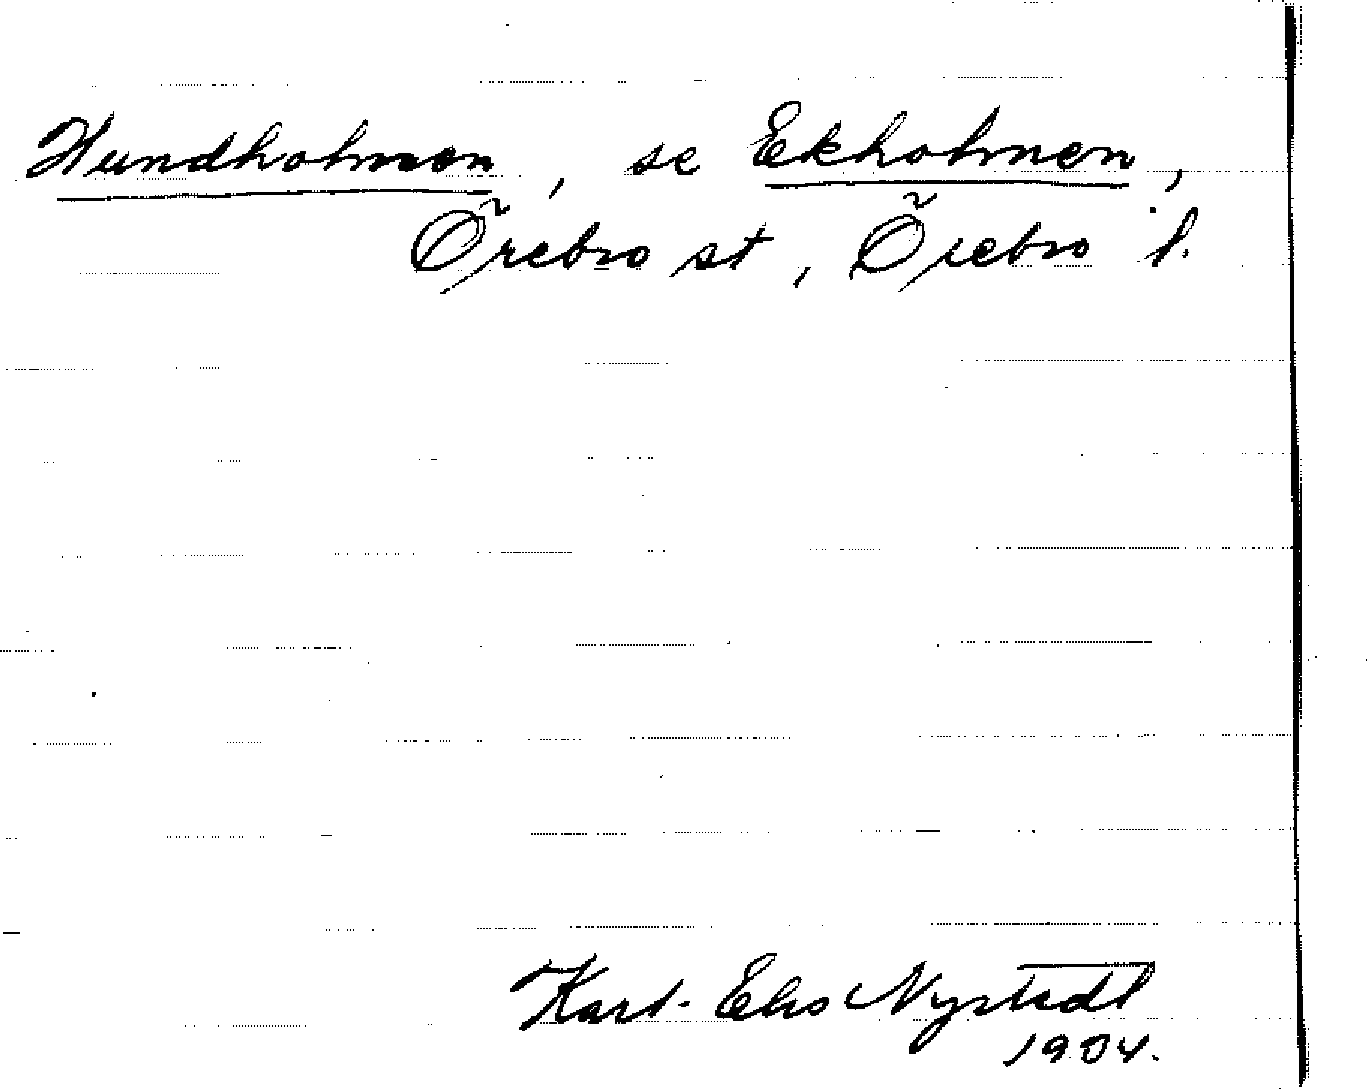 Hundholmen, se Ekholmen,
Örebro st, Örebro l.
Karl-Elis Nystedt
1904.